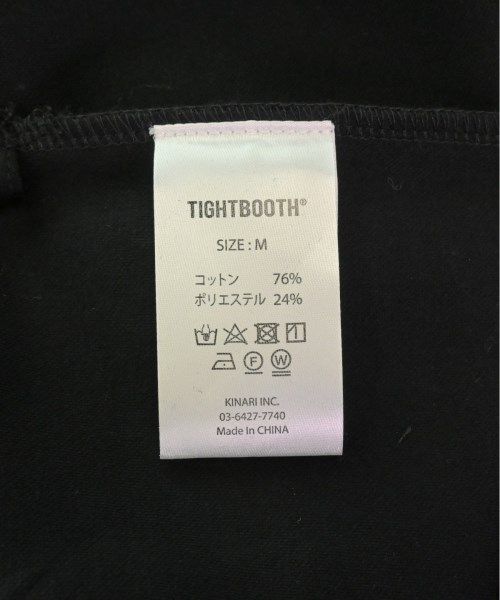 TIGHTBOOTH®
SIZE : M
コットン 76%
ポリエステル 24%
F W
KINARI INC.
03-6427-7740
Made In CHINA